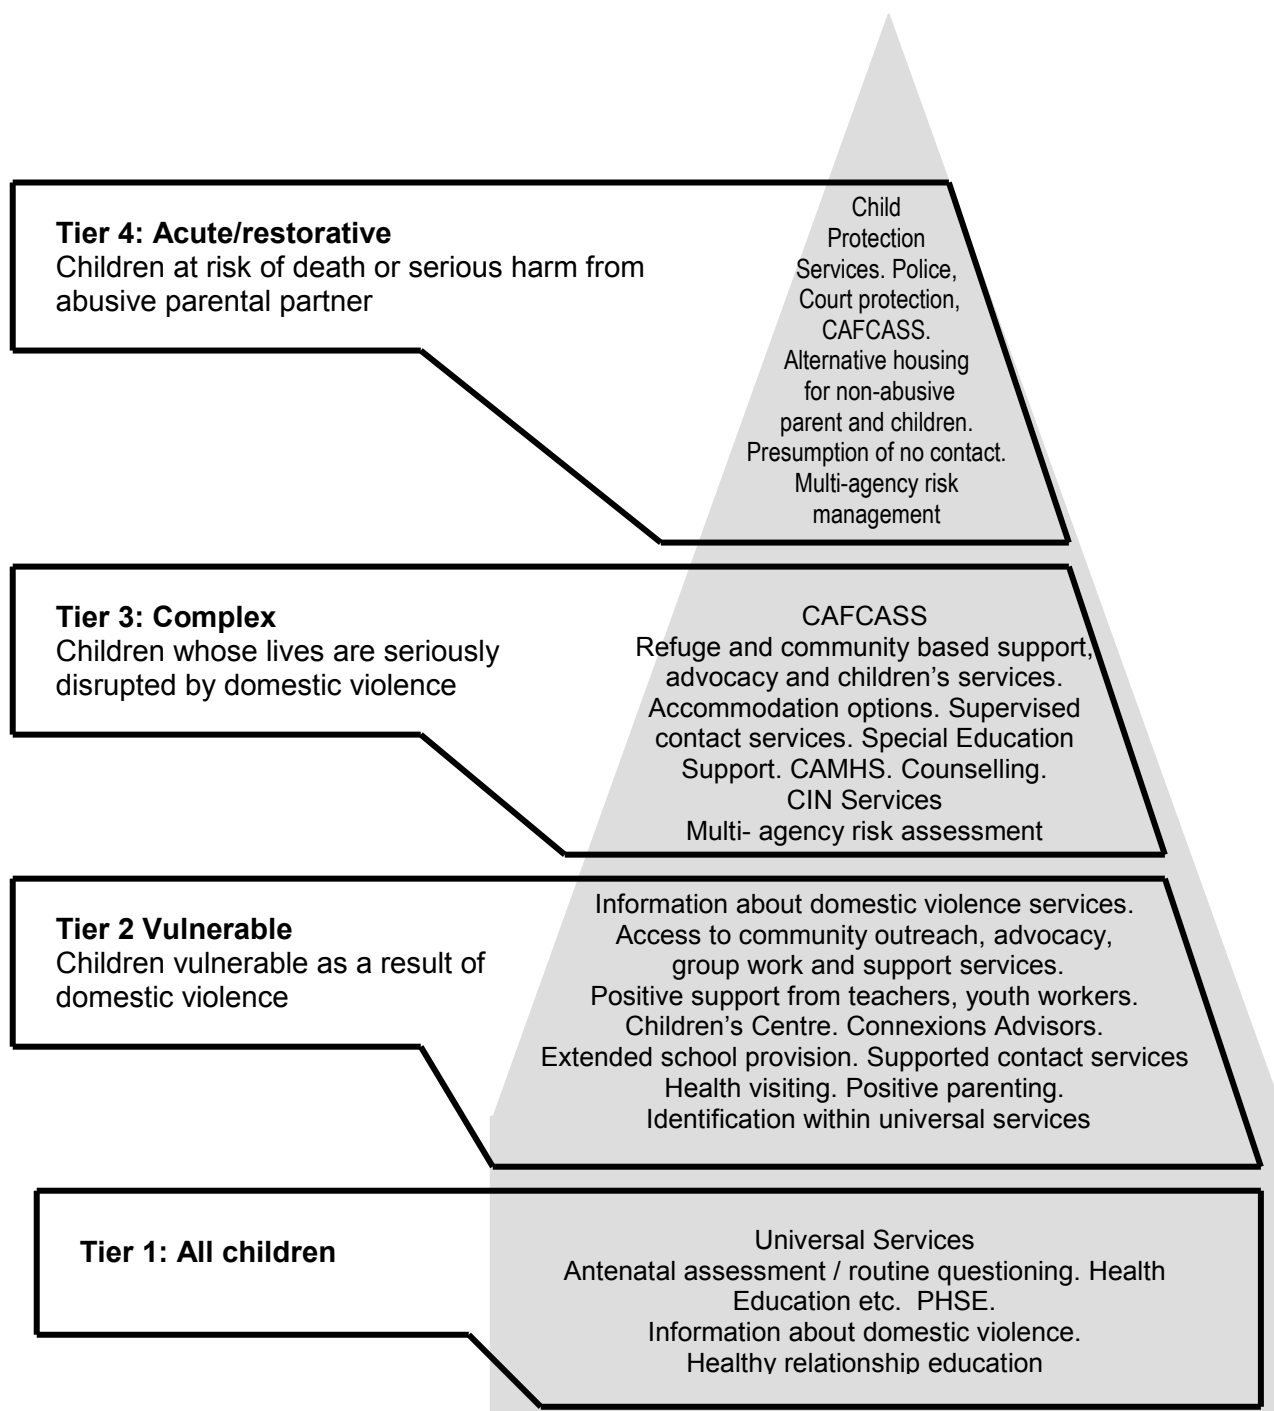 Tier 4: Acute/restorative
Children at risk of death or serious harm from
abusive parental partner
Child
Protection
Services. Police,
Court protection,
CAFCASS.
Alternative housing
for non-abusive
parent and children.
Presumption of no contact.
Multi-agency risk
management
Tier 3: Complex
Children whose lives are seriously
disrupted by domestic violence
CAFCASS
Refuge and community based support,
advocacy and children’s services.
Accommodation options. Supervised
contact services. Special Education
Support. CAMHS. Counselling.
CIN Services
Multi- agency risk assessment
Tier 2 Vulnerable
Children vulnerable as a result of
domestic violence
Information about domestic violence services.
Access to community outreach, advocacy,
group work and support services.
Positive support from teachers, youth workers.
Children’s Centre. Connexions Advisors.
Extended school provision. Supported contact services
Health visiting. Positive parenting.
Identification within universal services
Tier 1: All children
Universal Services
Antenatal assessment / routine questioning. Health
Education etc.  PHSE.
Information about domestic violence.
Healthy relationship education